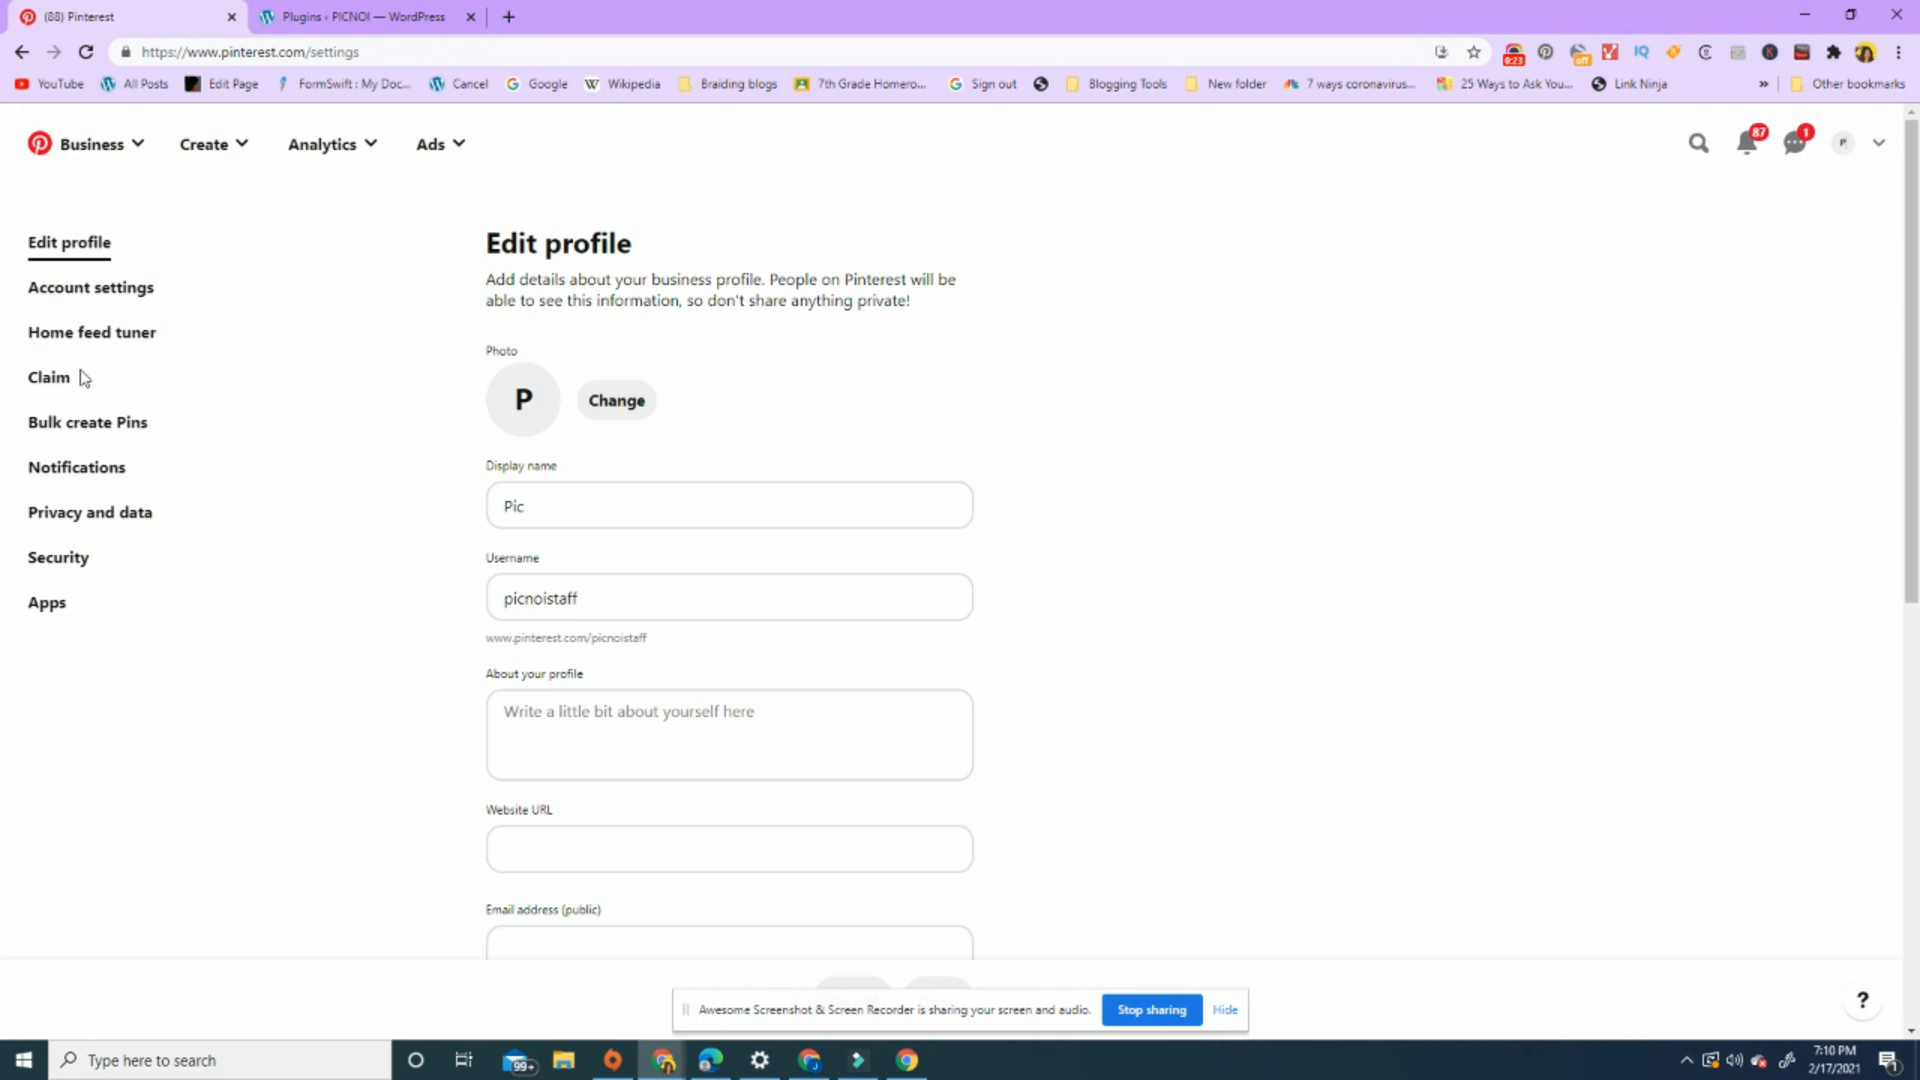 (88) Pinterest
Plugins ‹ PICNOI — WordPress
https://www.pinterest.com/settings
0:23
off
IQ
YouTube
All Posts
Edit Page
FormSwift : My Doc...
Cancel
Google
Wikipedia
Braiding blogs
7th Grade Homero...
Sign out
Blogging Tools
New folder
7 ways coronavirus...
25 Ways to Ask You...
Link Ninja
»
Other bookmarks
Business
Create
Analytics
Ads
87
1
P
Edit profile
Account settings
Home feed tuner
Claim
Bulk create Pins
Notifications
Privacy and data
Security
Apps
Edit profile
Add details about your business profile. People on Pinterest will be
able to see this information, so don't share anything private!
Photo
P
Change
Display name
Pic
Username
picnoistaff
www.pinterest.com/picnoistaff
About your profile
Write a little bit about yourself here
Website URL
Email address (public)
Awesome Screenshot & Screen Recorder is sharing your screen and audio.
Stop sharing
Hide
?
Type here to search
99+
7:10 PM
2/17/2021
1